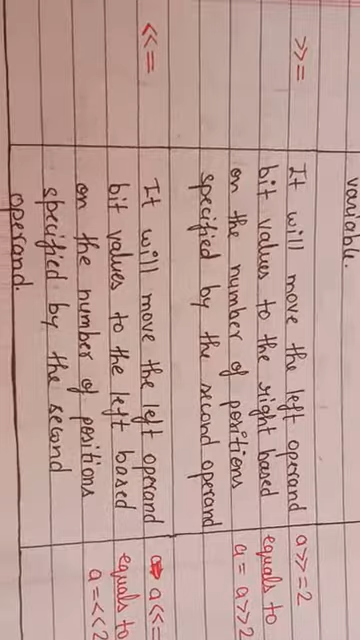 variable.
>>=
It will move the left operand
bit values to the right based
on the number of positions
specified by the second operand
a>>=2
equals to
a = a>>2
<<=
It will move the left operand
bit values to the left based
on the number of positions
specified by the second
operand.
a<<=
equals to
a=<<2